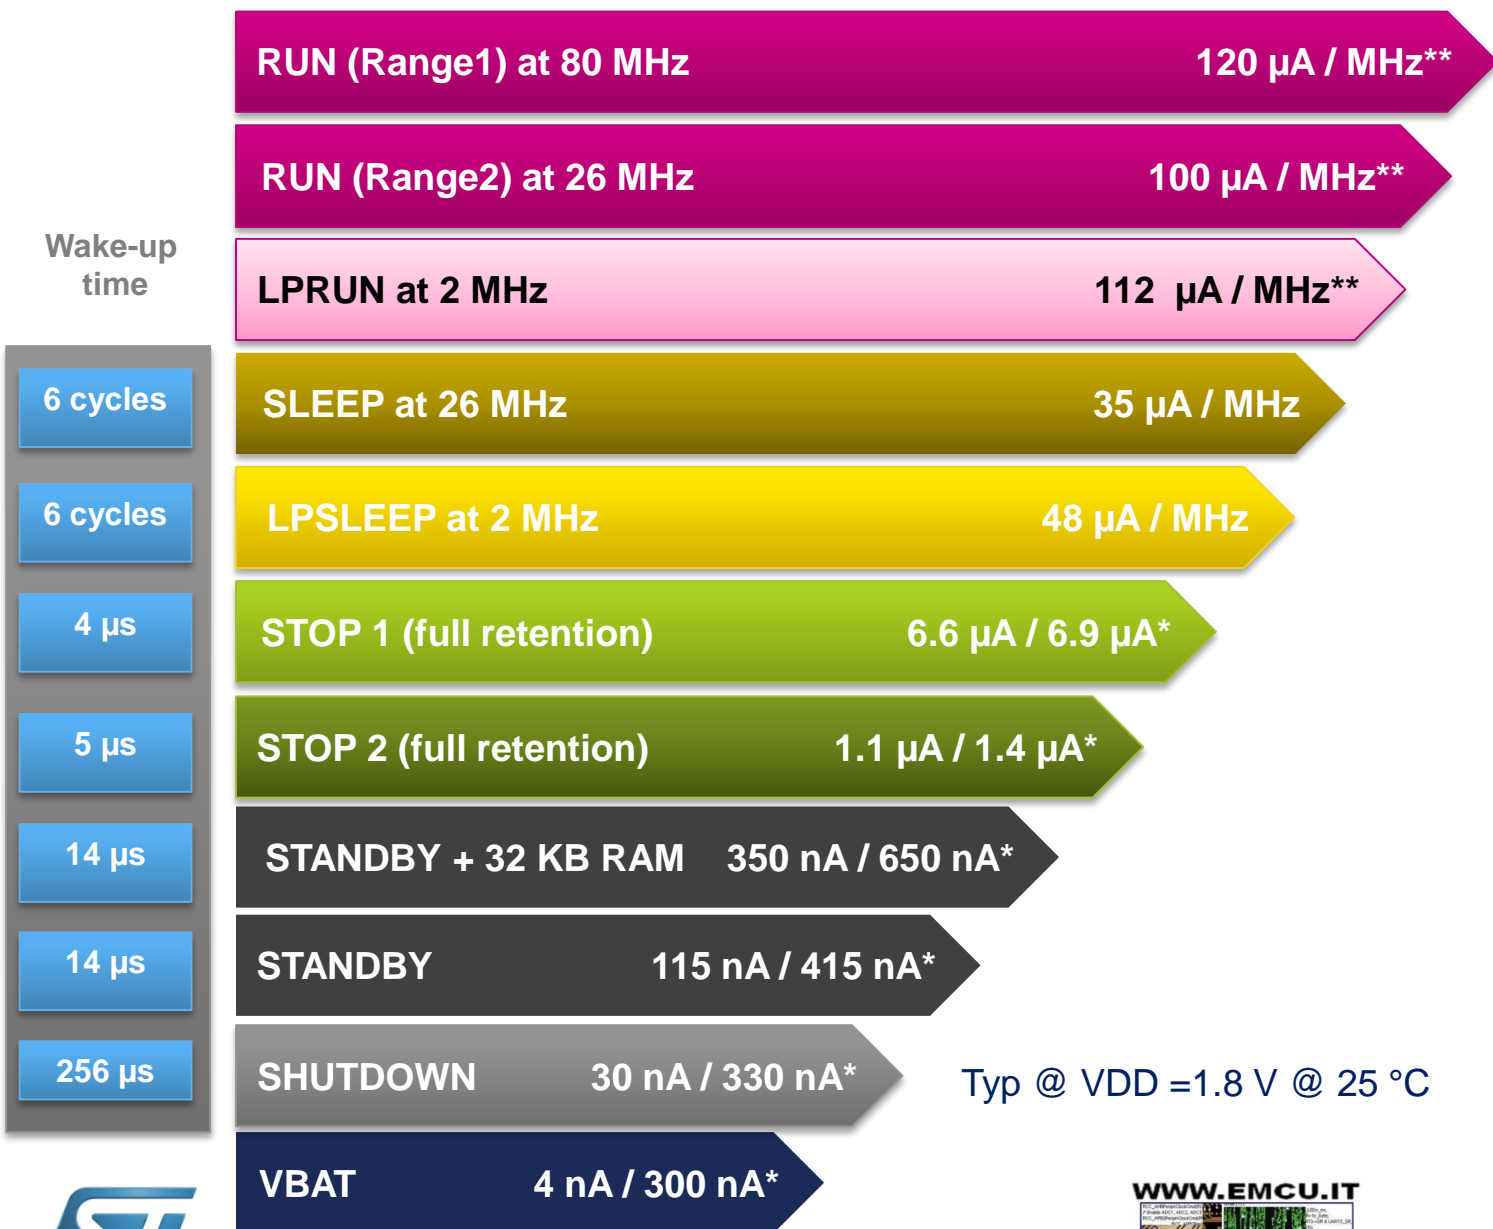 RUN (Range1) at 80 MHz 120 µA / MHz**
RUN (Range2) at 26 MHz 100 µA / MHz**
Wake-up
time
LPRUN at 2 MHz 112 µA / MHz**
6 cycles SLEEP at 26 MHz 35 µA / MHz
6 cycles LPSLEEP at 2 MHz 48 µA / MHz
4 µs STOP 1 (full retention) 6.6 µA / 6.9 µA*
5 µs STOP 2 (full retention) 1.1 µA / 1.4 µA*
14 µs STANDBY + 32 KB RAM 350 nA / 650 nA*
14 µs STANDBY 115 nA / 415 nA*
256 µs SHUTDOWN 30 nA / 330 nA*
Typ @ VDD =1.8 V @ 25 °C
VBAT 4 nA / 300 nA*
WWW.EMCU.IT